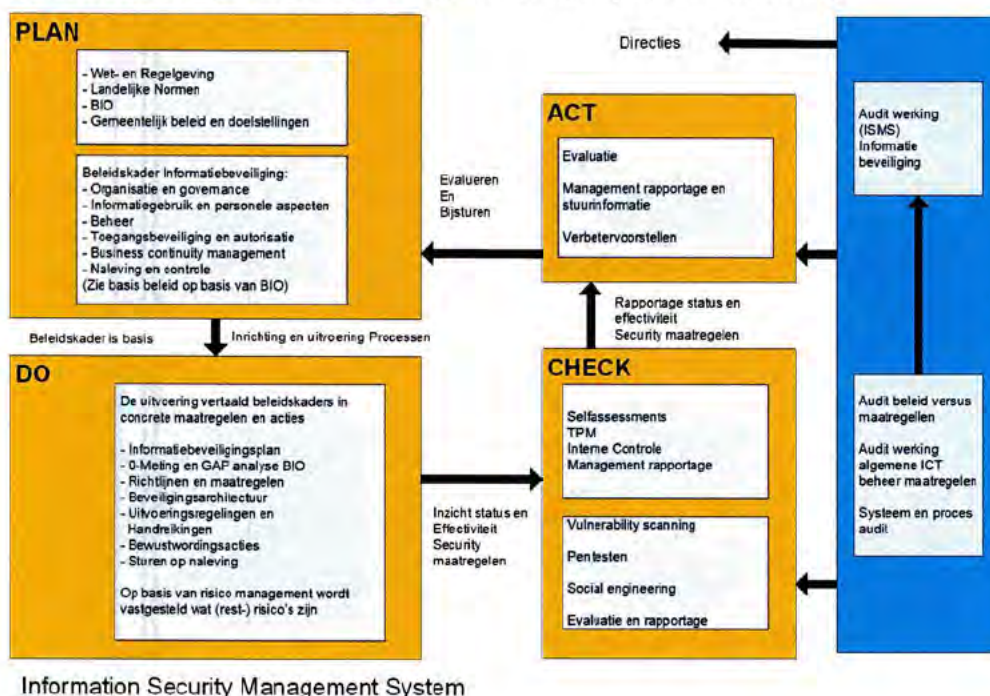 PLAN
- Wet- en Regelgeving
- Landelijke Normen
- BIO
- Gemeentelijk beleid en doelstellingen
Beleidskader Informatiebeveiliging:
- Organisatie en governance
- Informatiegebruik en personele aspecten
- Beheer
- Toegangsbeveiliging en autorisatie
- Business continuity management
- Naleving en controle
(Zie basis beleid op basis van BIO)
Evalueren
En
Bijsturen
ACT
Evaluatie
Management rapportage en
stuurinformatie
Verbetervoorstellen
Directies
Audit werking
(ISMS)
Informatie
beveiliging
Beleidskader is basis
Inrichting en uitvoering Processen
Rapportage status en
effectiviteit
Security maatregelen
DO
De uitvoering vertaald beleidskaders in
concrete maatregelen en acties
- Informatiebeveiligingsplan
- 0-Meting en GAP analyse BIO
- Richtlijnen en maatregelen
- Beveiligingsarchitectuur
- Uitvoeringsregelingen en
Handreikingen
- Bewustwordingsacties
- Sturen op naleving
Op basis van risico management wordt
vastgesteld wat (rest-) risico's zijn
Inzicht status en
Effectiviteit
Security
maatregelen
CHECK
Selfassessments
TPM
Interne Controle
Management rapportage
Vulnerability scanning
Pentesten
Social engineering
Evaluatie en rapportage
Audit beleid versus
maatregellen
Audit werking
algemene ICT
beheer maatregelen
Systeem en proces
audit
Information Security Management System